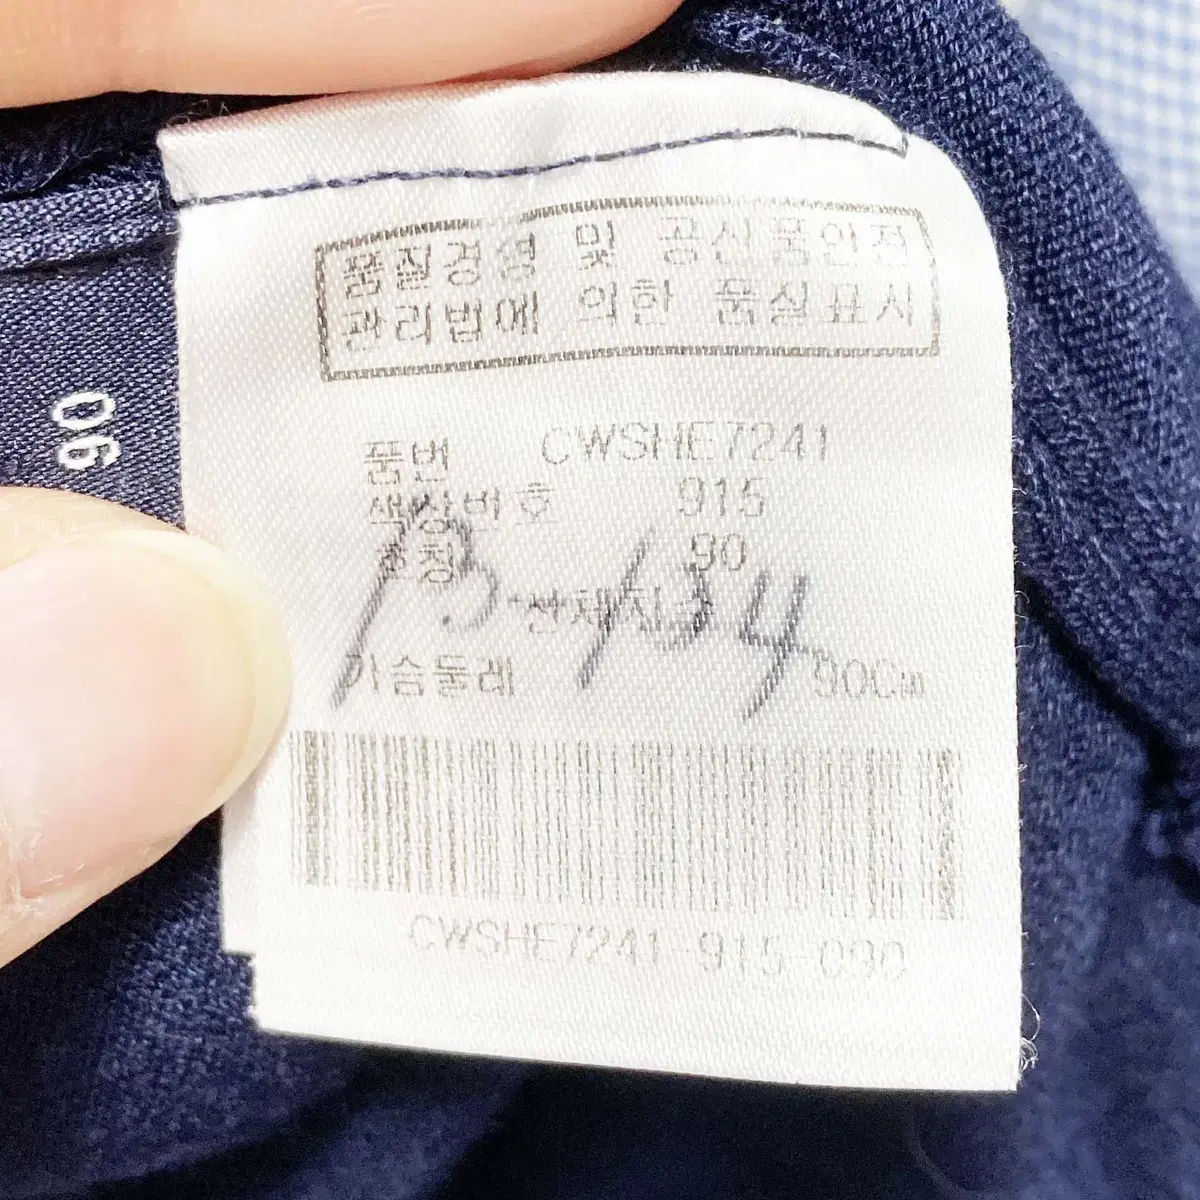 품질경영 및 공산품안전
관리법에 의한 품질표시
90
품번 CWSHE7241
색상번호 915
호칭 90
-신체치수
가슴둘레 90Cm
CWSHE7241-915-090